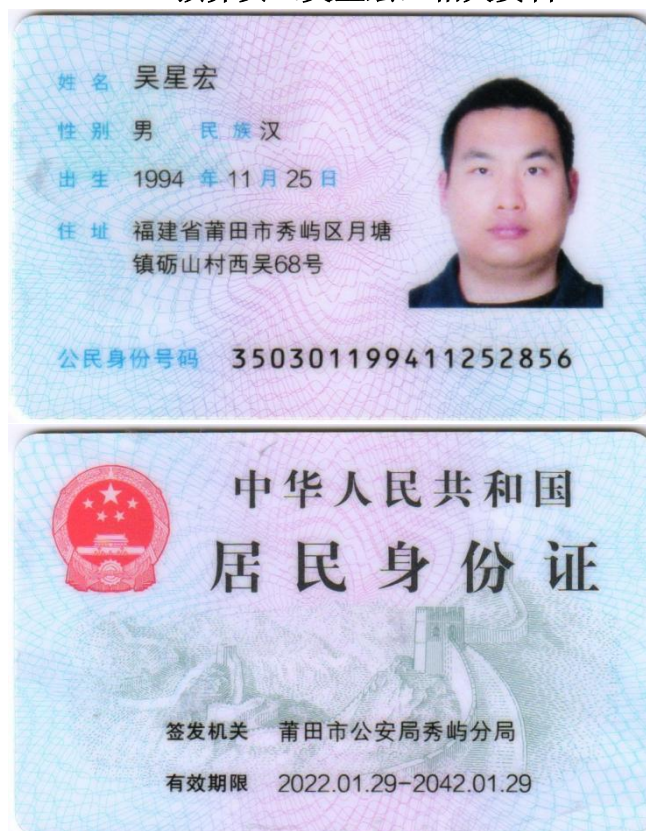 姓名 吴星宏
性别 男 民族 汉
出生 1994 年 11 月 25 日
住址 福建省莆田市秀屿区月塘
镇砺山村西吴68号
公民身份号码 350301199411252856
中华人民共和国
居民身份证
签发机关 莆田市公安局秀屿分局
有效期限 2022.01.29-2042.01.29